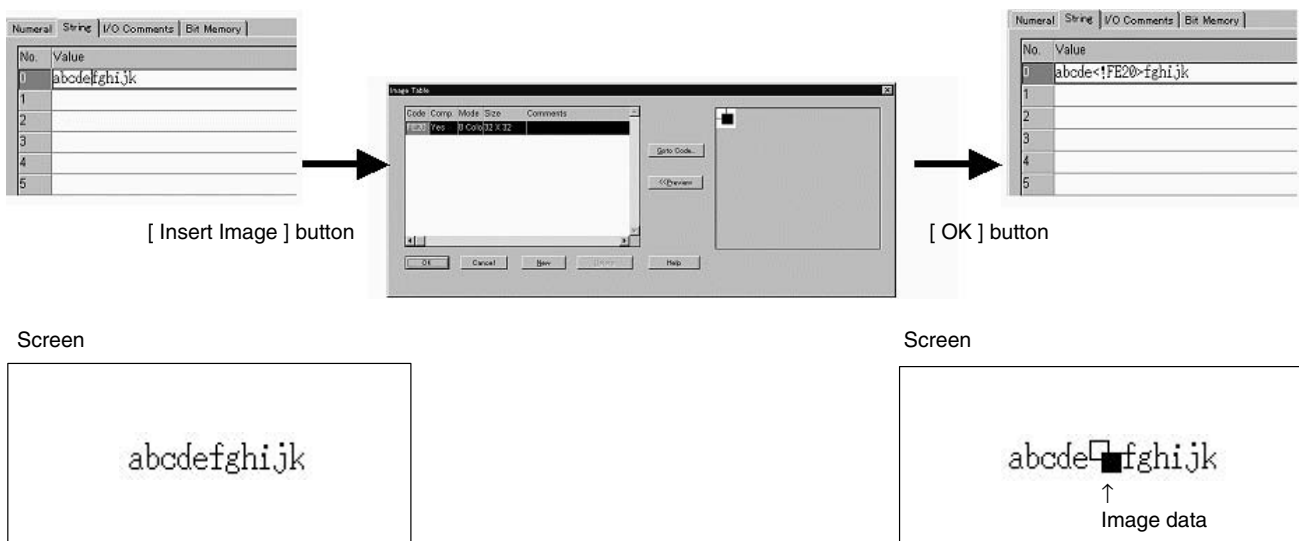 Numeral String I/O Comments Bit Memory
No. Value
0 abcdefghijk
1
2
3
4
5
[ Insert Image ] button
Image Table
Code Comp. Mode Size Comments
FE20 Yes 8 Colo 32 X 32
Goto Code...
<<Preview
OK Cancel New Delete Help
Numeral String I/O Comments Bit Memory
No. Value
0 abcde<!FE20>fghijk
1
2
3
4
5
[ OK ] button
Screen
abcdefghijk
Screen
abcde fghijk
↑
Image data